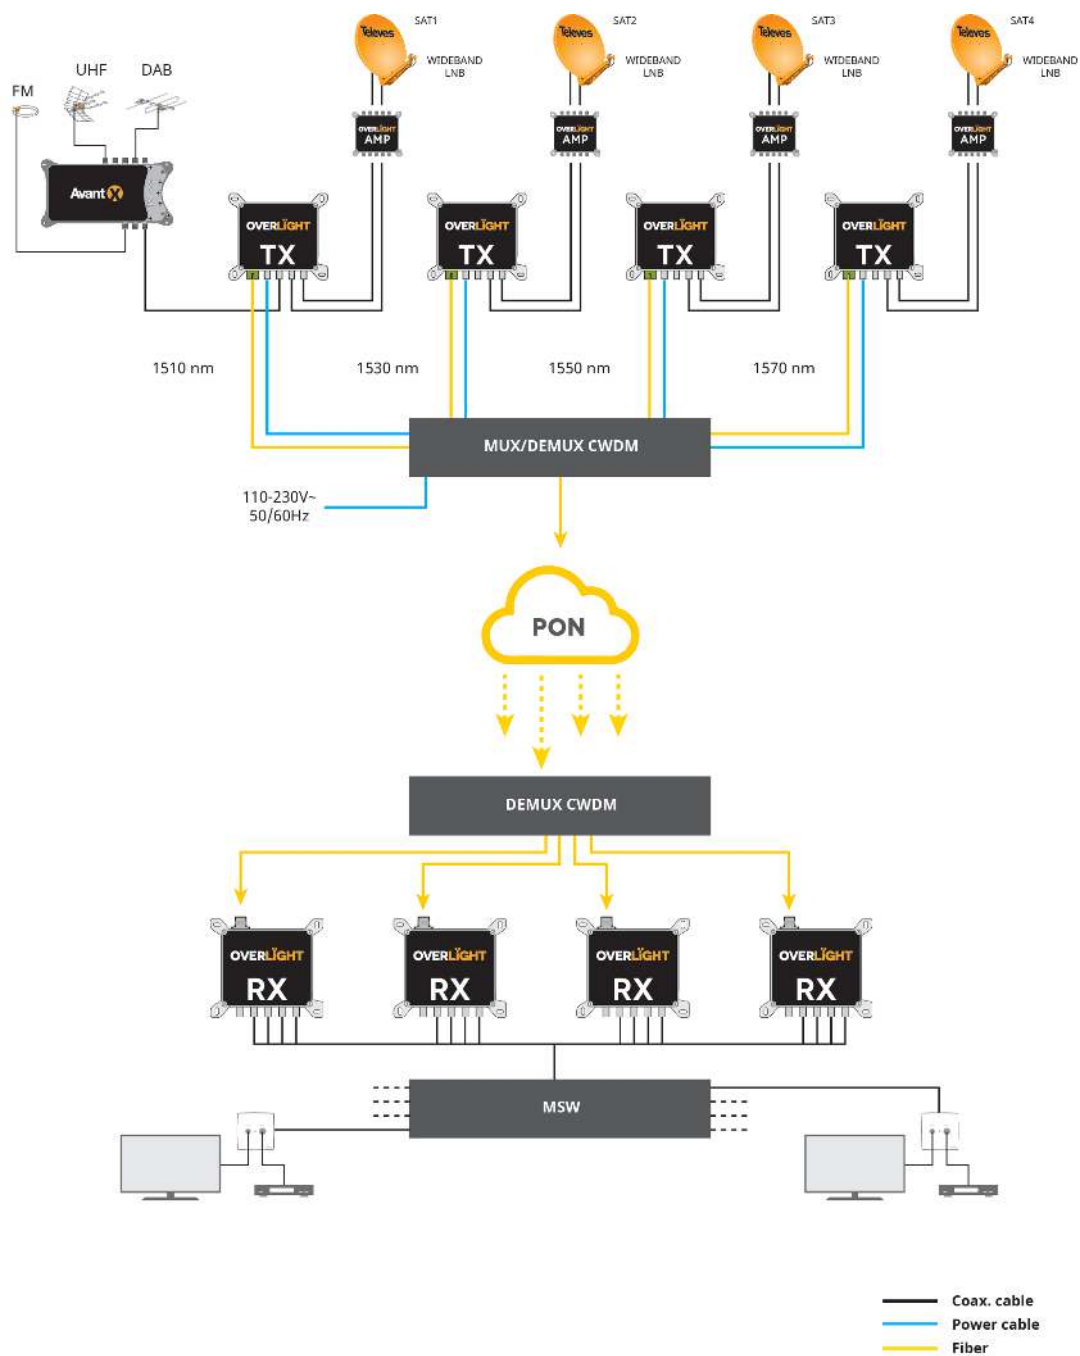 SAT1
SAT2
SAT3
SAT4
Televes
Televes
Televes
Televes
WIDEBAND
LNB
WIDEBAND
LNB
WIDEBAND
LNB
WIDEBAND
LNB
FM
UHF
DAB
OVERLIGHT
AMP
OVERLIGHT
AMP
OVERLIGHT
AMP
OVERLIGHT
AMP
Avant X
OVERLIGHT
TX
OVERLIGHT
TX
OVERLIGHT
TX
OVERLIGHT
TX
1510 nm
1530 nm
1550 nm
1570 nm
MUX/DEMUX CWDM
110-230V~
50/60Hz
PON
DEMUX CWDM
OVERLIGHT
RX
OVERLIGHT
RX
OVERLIGHT
RX
OVERLIGHT
RX
MSW
Coax. cable
Power cable
Fiber